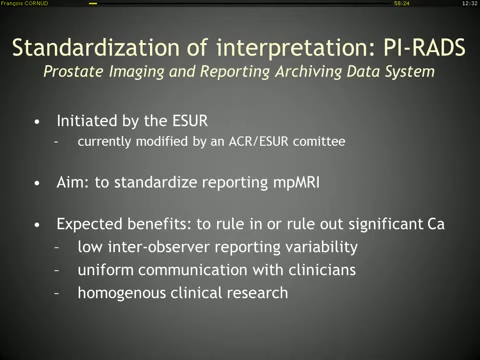 François CORNUD 58-24 12:32
Standardization of interpretation: PI-RADS
Prostate Imaging and Reporting Archiving Data System
• Initiated by the ESUR
- currently modified by an ACR/ESUR comittee
• Aim: to standardize reporting mpMRI
• Expected benefits: to rule in or rule out significant Ca
- low inter-observer reporting variability
- uniform communication with clinicians
- homogenous clinical research